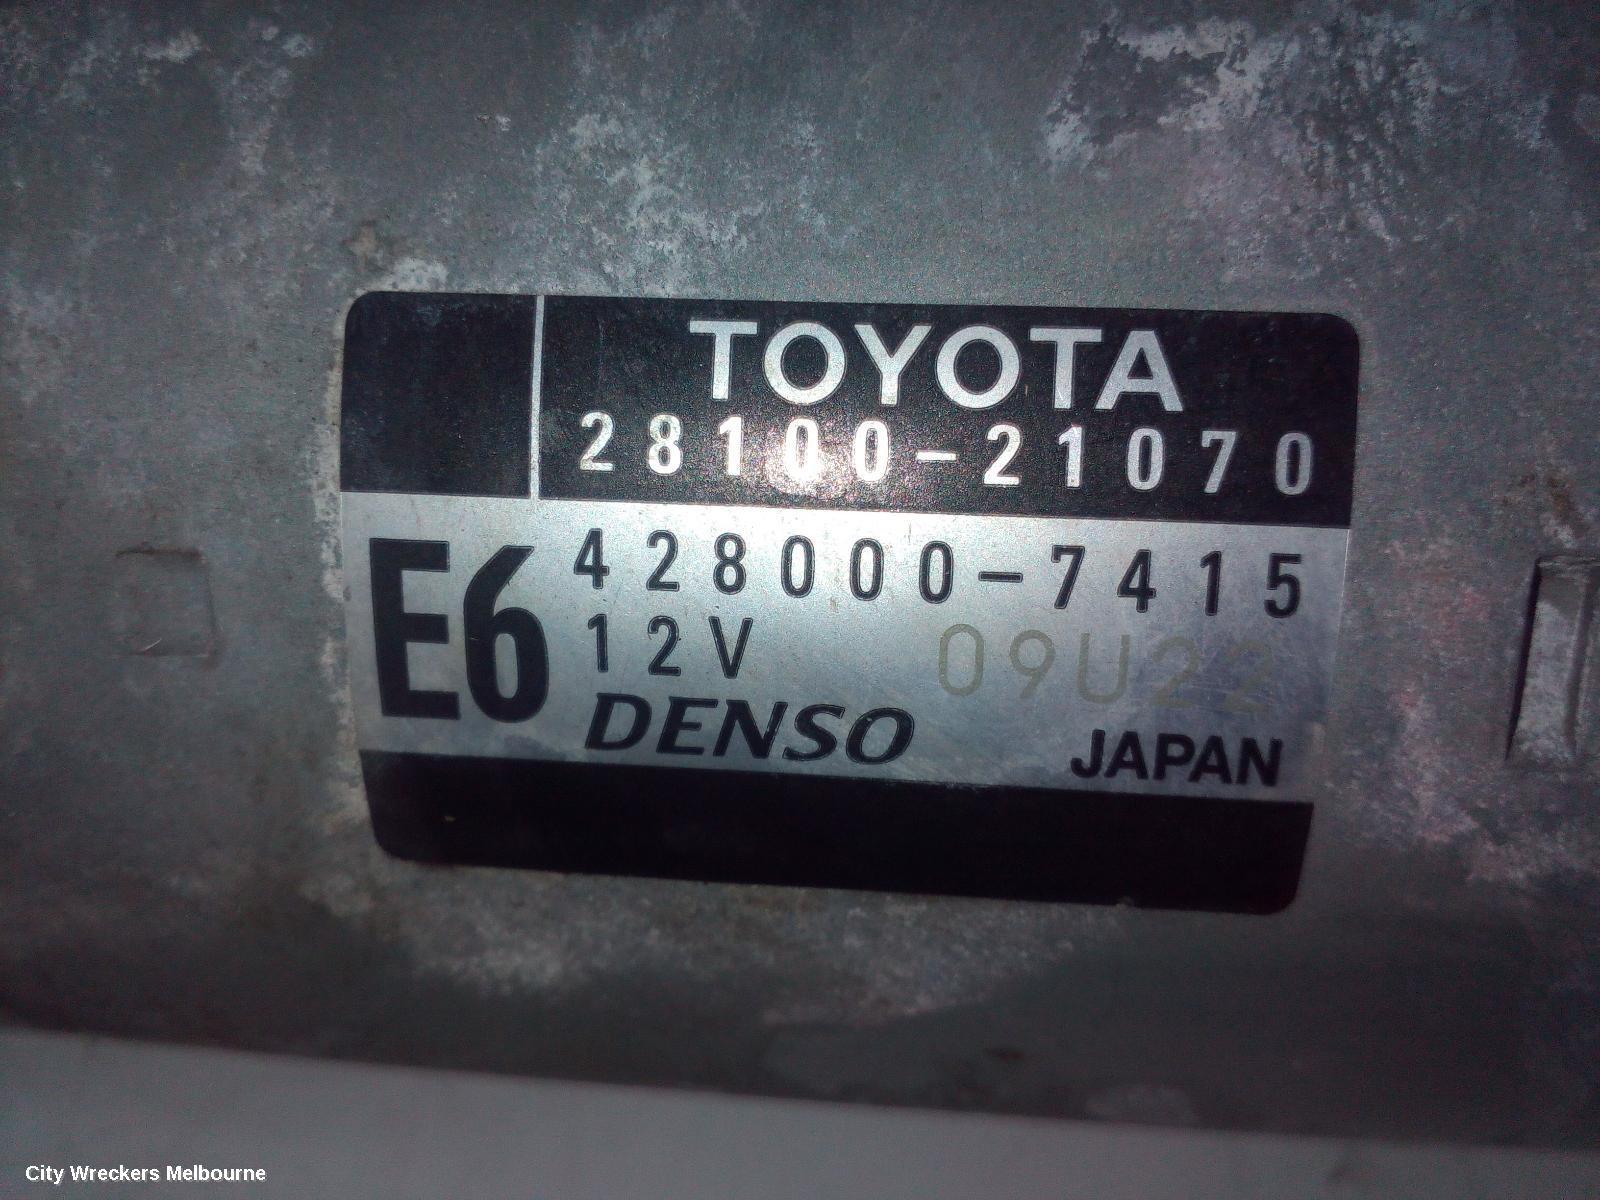 TOYOTA
28100-21070
E6
428000-7415
12V 09U22
DENSO
JAPAN
City Wreckers Melbourne